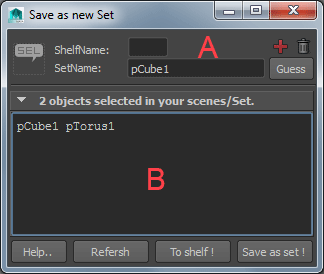 Save as new Set
SEL
ShelfName:
A
SetName:
pCube1
Guess
2 objects selected in your scenes/Set.
pCube1 pTorus1
B
Help..
Refersh
To shelf !
Save as set !